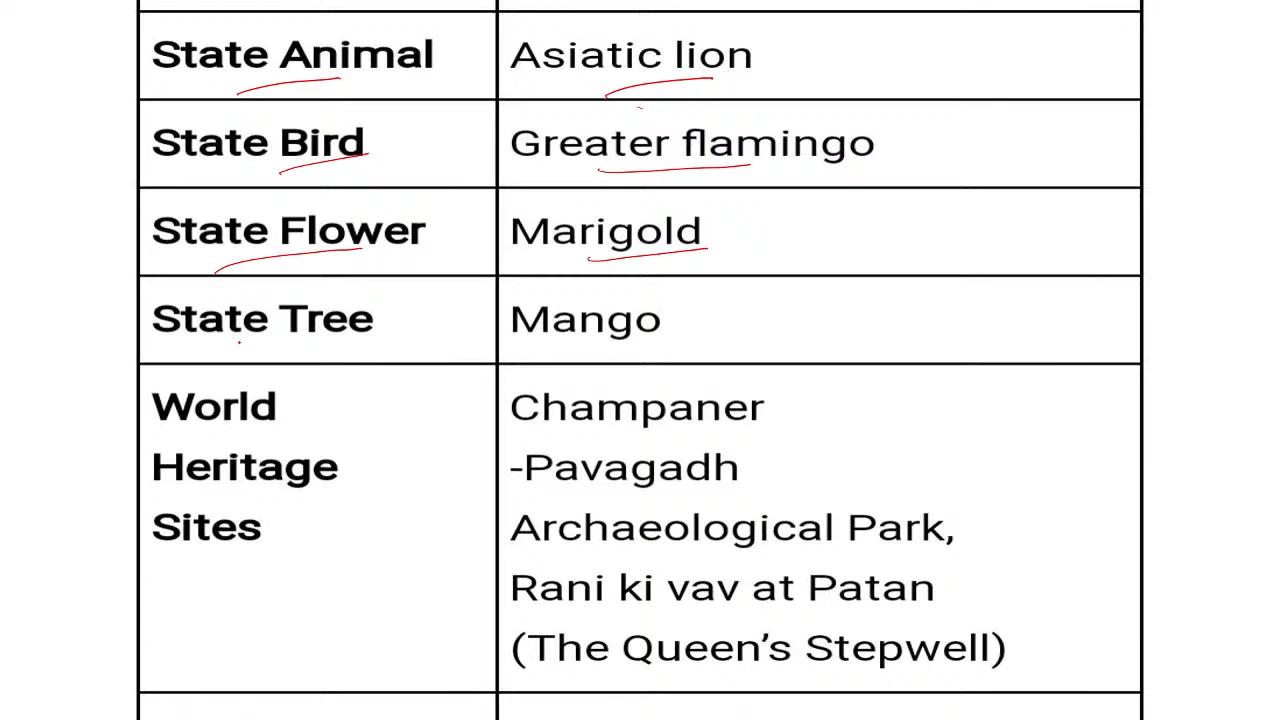 State Animal Asiatic lion
State Bird Greater flamingo
State Flower Marigold
State Tree Mango
World Champaner
Heritage -Pavagadh
Sites Archaeological Park,
Rani ki vav at Patan
(The Queen’s Stepwell)